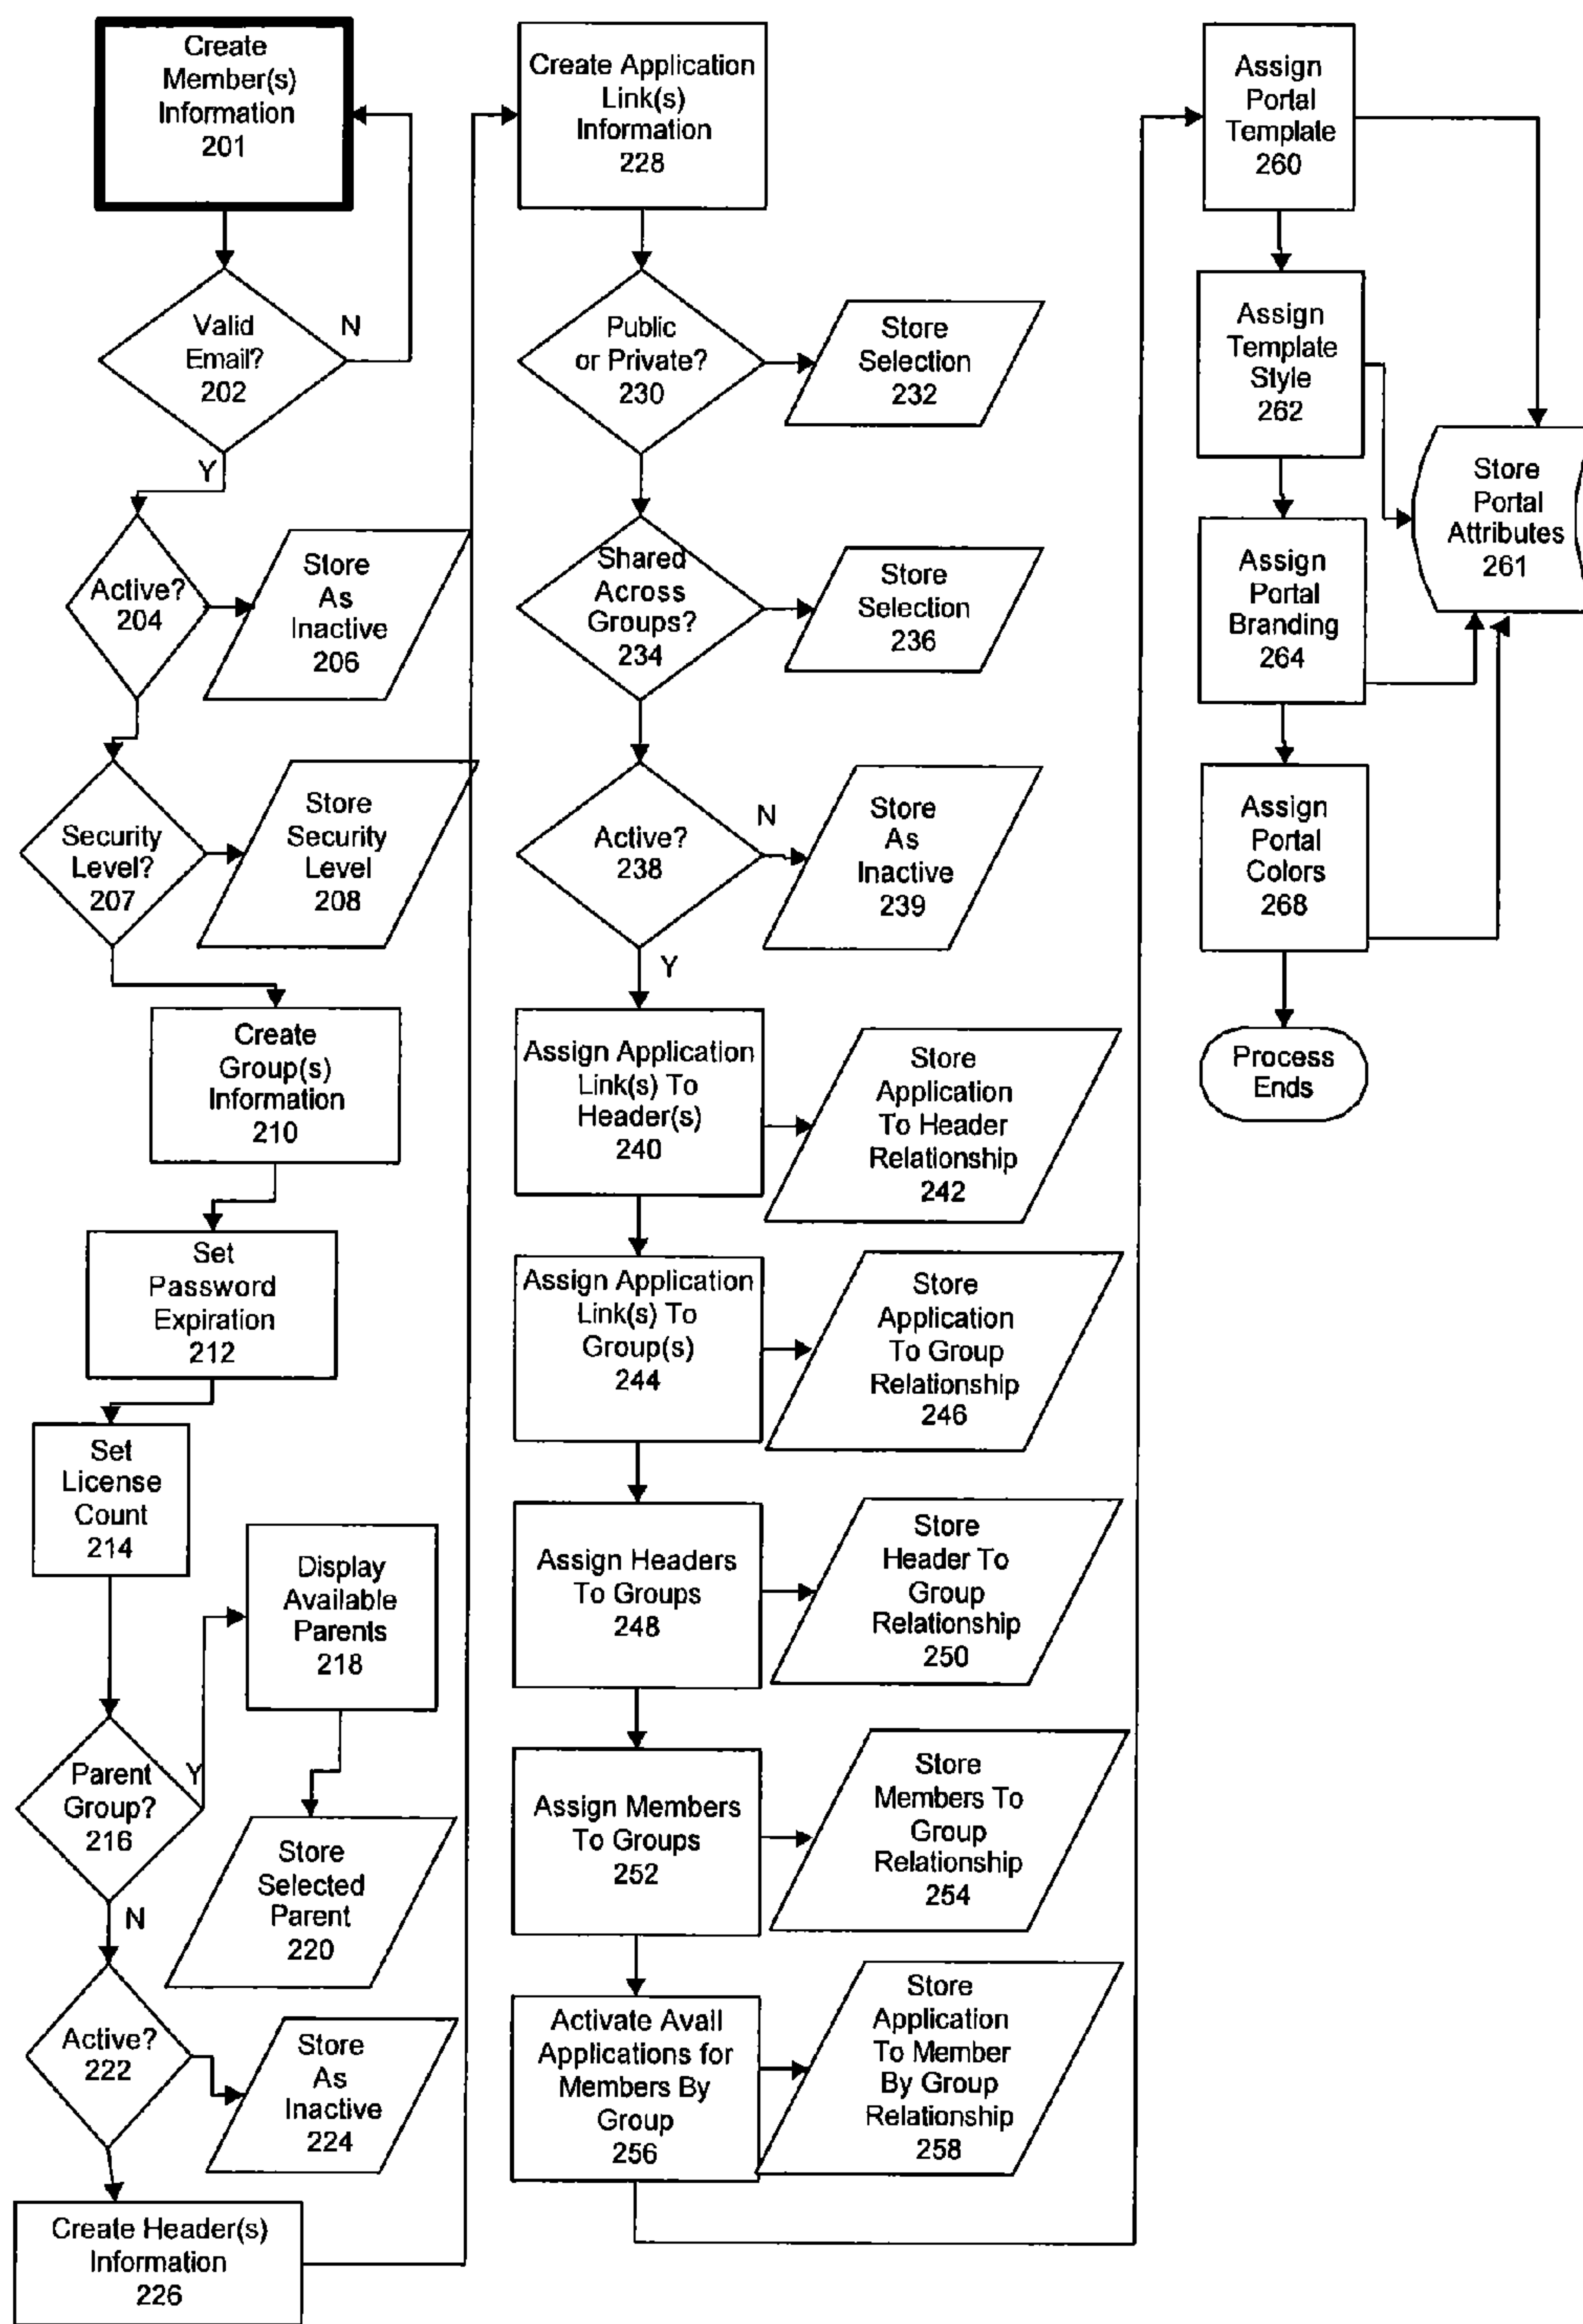 Create
Member(s)
Information
201
Valid
Email?
202
N
Y
Active?
204
Store
As
Inactive
206
Security
Level?
207
Store
Security
Level
208
Create
Group(s)
Information
210
Set
Password
Expiration
212
Set
License
Count
214
Display
Available
Parents
218
Parent
Group?
216
Y
N
Store
Selected
Parent
220
Active?
222
Store
As
Inactive
224
Create Header(s)
Information
226
Create Application
Link(s)
Information
228
Public
or Private?
230
Store
Selection
232
Shared
Across
Groups?
234
Store
Selection
236
Active?
238
N
Y
Store
As
Inactive
239
Assign Application
Link(s) To
Header(s)
240
Store
Application
To Header
Relationship
242
Assign Application
Link(s) To
Group(s)
244
Store
Application
To Group
Relationship
246
Assign Headers
To Groups
248
Store
Header To
Group
Relationship
250
Assign Members
To Groups
252
Store
Members To
Group
Relationship
254
Activate Avail
Applications for
Members By
Group
256
Store
Application
To Member
By Group
Relationship
258
Assign
Portal
Template
260
Assign
Template
Style
262
Store
Portal
Attributes
261
Assign
Portal
Branding
264
Assign
Portal
Colors
268
Process
Ends